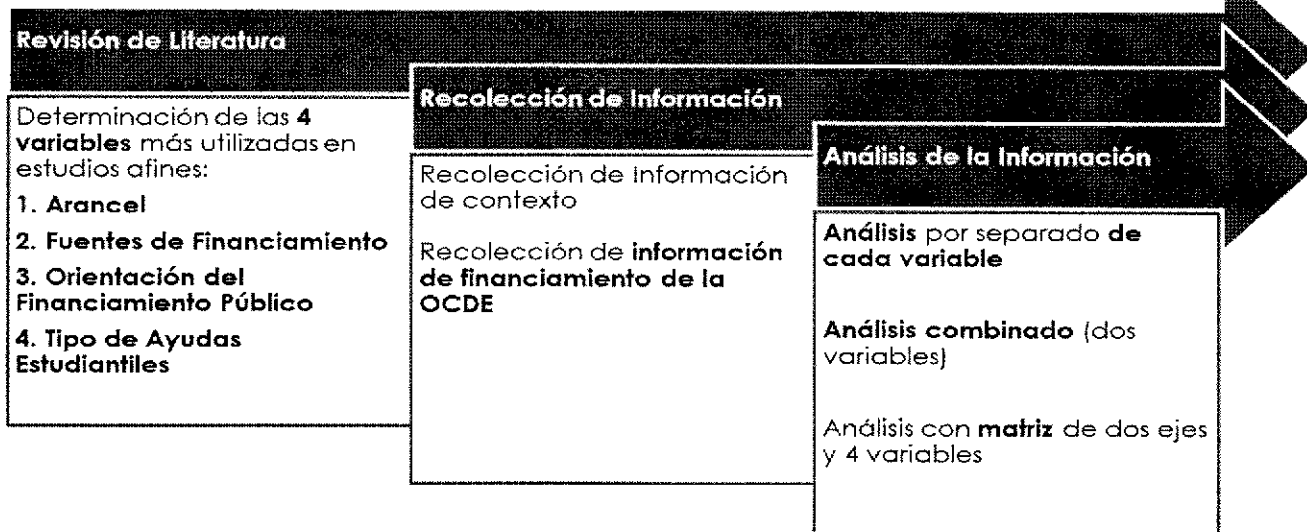 Revisión de Literatura
Determinación de las 4
variables más utilizadas en
estudios afines:
1. Arancel
2. Fuentes de Financiamiento
3. Orientación del
Financiamiento Público
4. Tipo de Ayudas
Estudiantiles
Recolección de Información
Recolección de Información
de contexto
Recolección de información
de financiamiento de la
OCDE
Análisis de la Información
Análisis por separado de
cada variable
Análisis combinado (dos
variables)
Análisis con matriz de dos ejes
y 4 variables